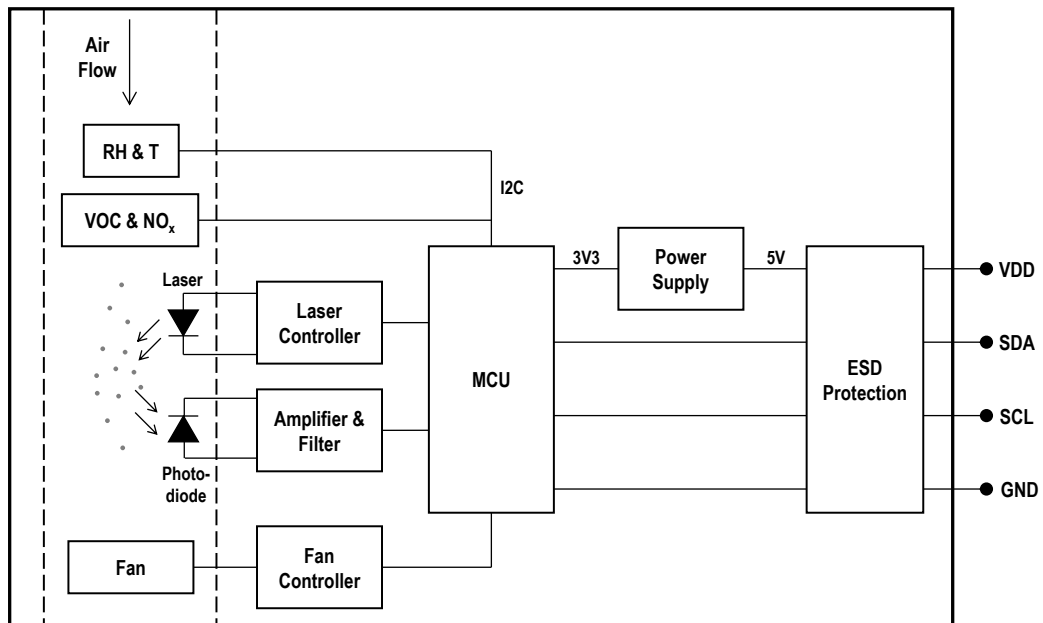 Air
Flow
RH & T
I2C
VOC & NOx
3V3
Power
Supply
5V
VDD
Laser
Laser
Controller
SDA
MCU
ESD
Protection
Amplifier &
Filter
SCL
Photo-
diode
GND
Fan
Fan
Controller